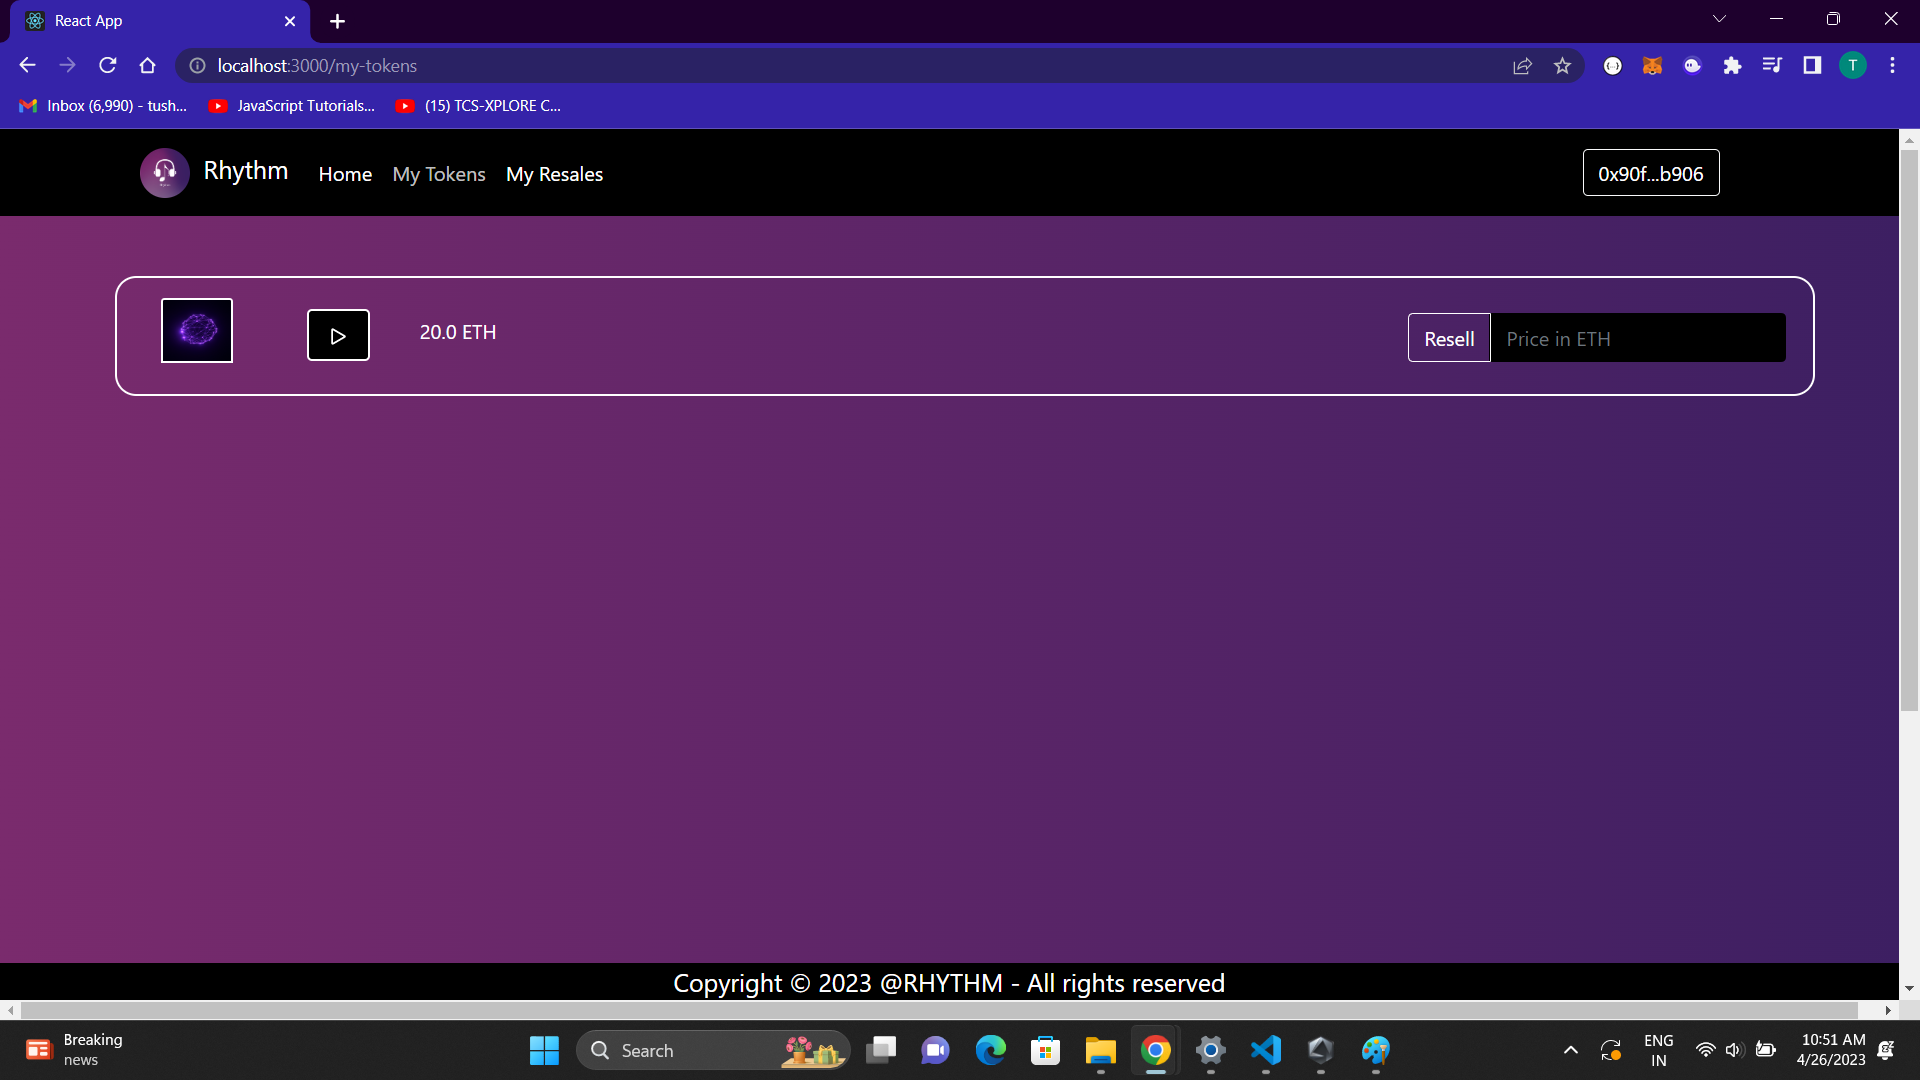 React App
localhost:3000/my-tokens
T
Inbox (6,990) - tush...
JavaScript Tutorials...
(15) TCS-XPLORE C...
Rhythm
Home
My Tokens
My Resales
0x90f...b906
20.0 ETH
Resell
Price in ETH
Copyright © 2023 @RHYTHM - All rights reserved
Breaking
news
Search
ENG
IN
10:51 AM
4/26/2023